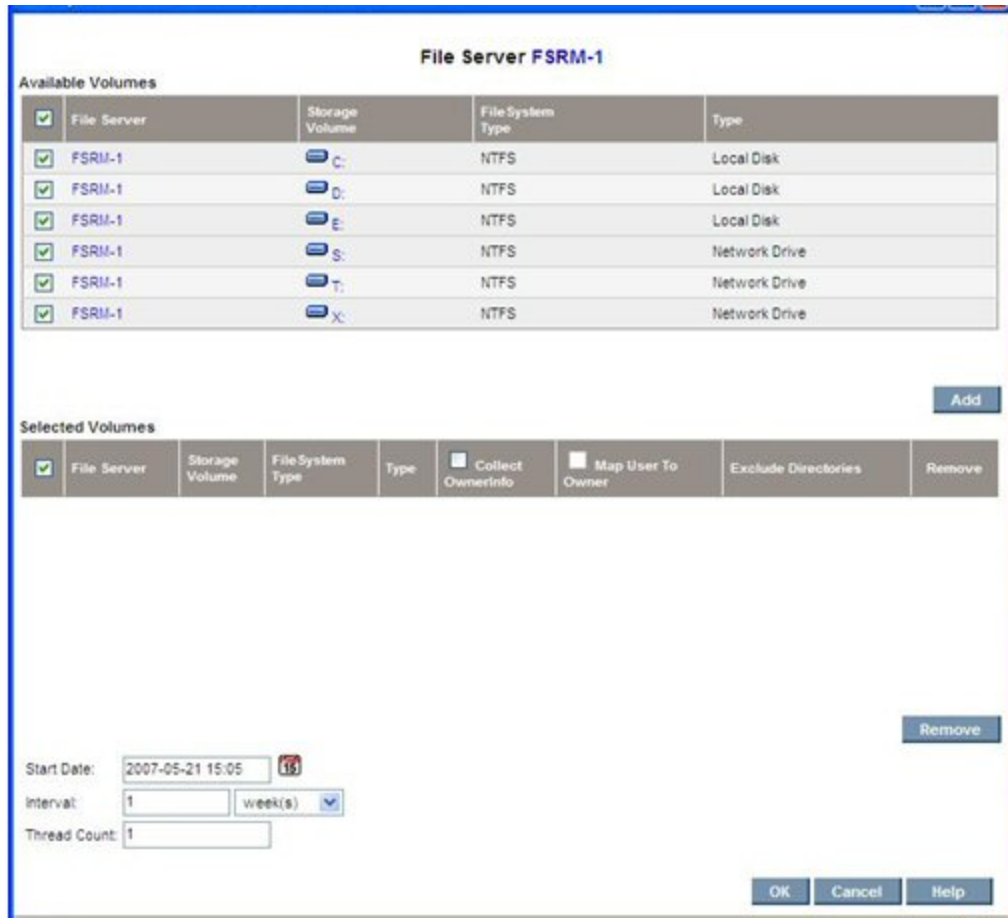 File Server FSRM-1
Available Volumes
File Server Storage Volume FileSystem Type Type
FSRM-1 C: NTFS Local Disk
FSRM-1 D: NTFS Local Disk
FSRM-1 E: NTFS Local Disk
FSRM-1 S: NTFS Network Drive
FSRM-1 T: NTFS Network Drive
FSRM-1 X: NTFS Network Drive
Add
Selected Volumes
File Server Storage Volume FileSystem Type Type Collect OwnerInfo Map User To Owner Exclude Directories Remove
Remove
Start Date: 2007-05-21 15:05 15
Interval: 1 week(s)
Thread Count: 1
OK Cancel Help